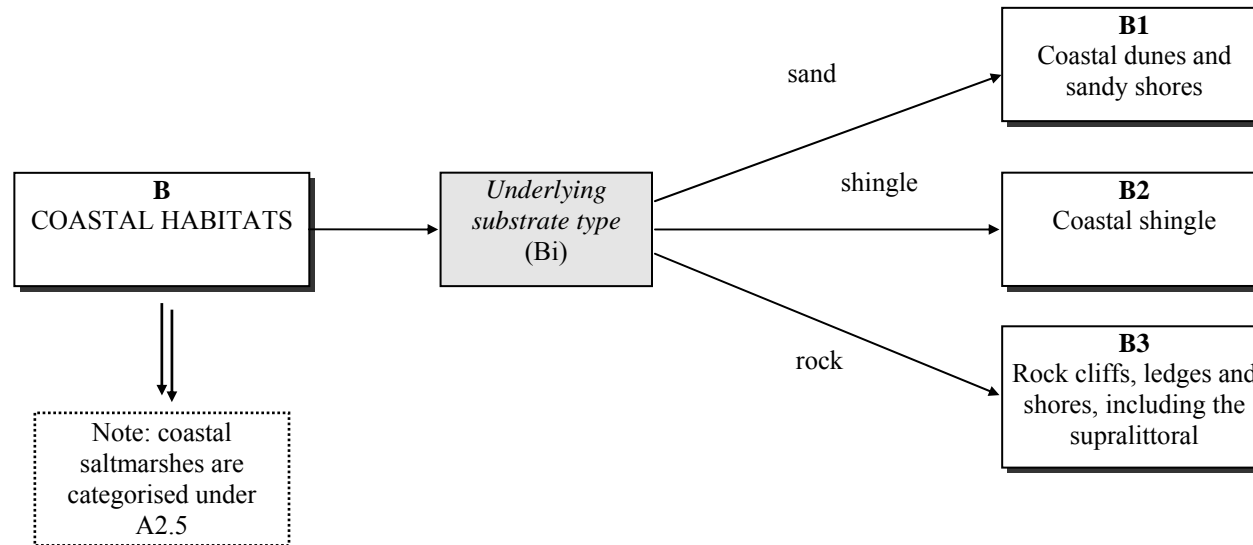 B
COASTAL HABITATS
Note: coastal
saltmarshes are
categorised under
A2.5
Underlying
substrate type
(Bi)
sand
shingle
rock
B1
Coastal dunes and
sandy shores
B2
Coastal shingle
B3
Rock cliffs, ledges and
shores, including the
supralittoral